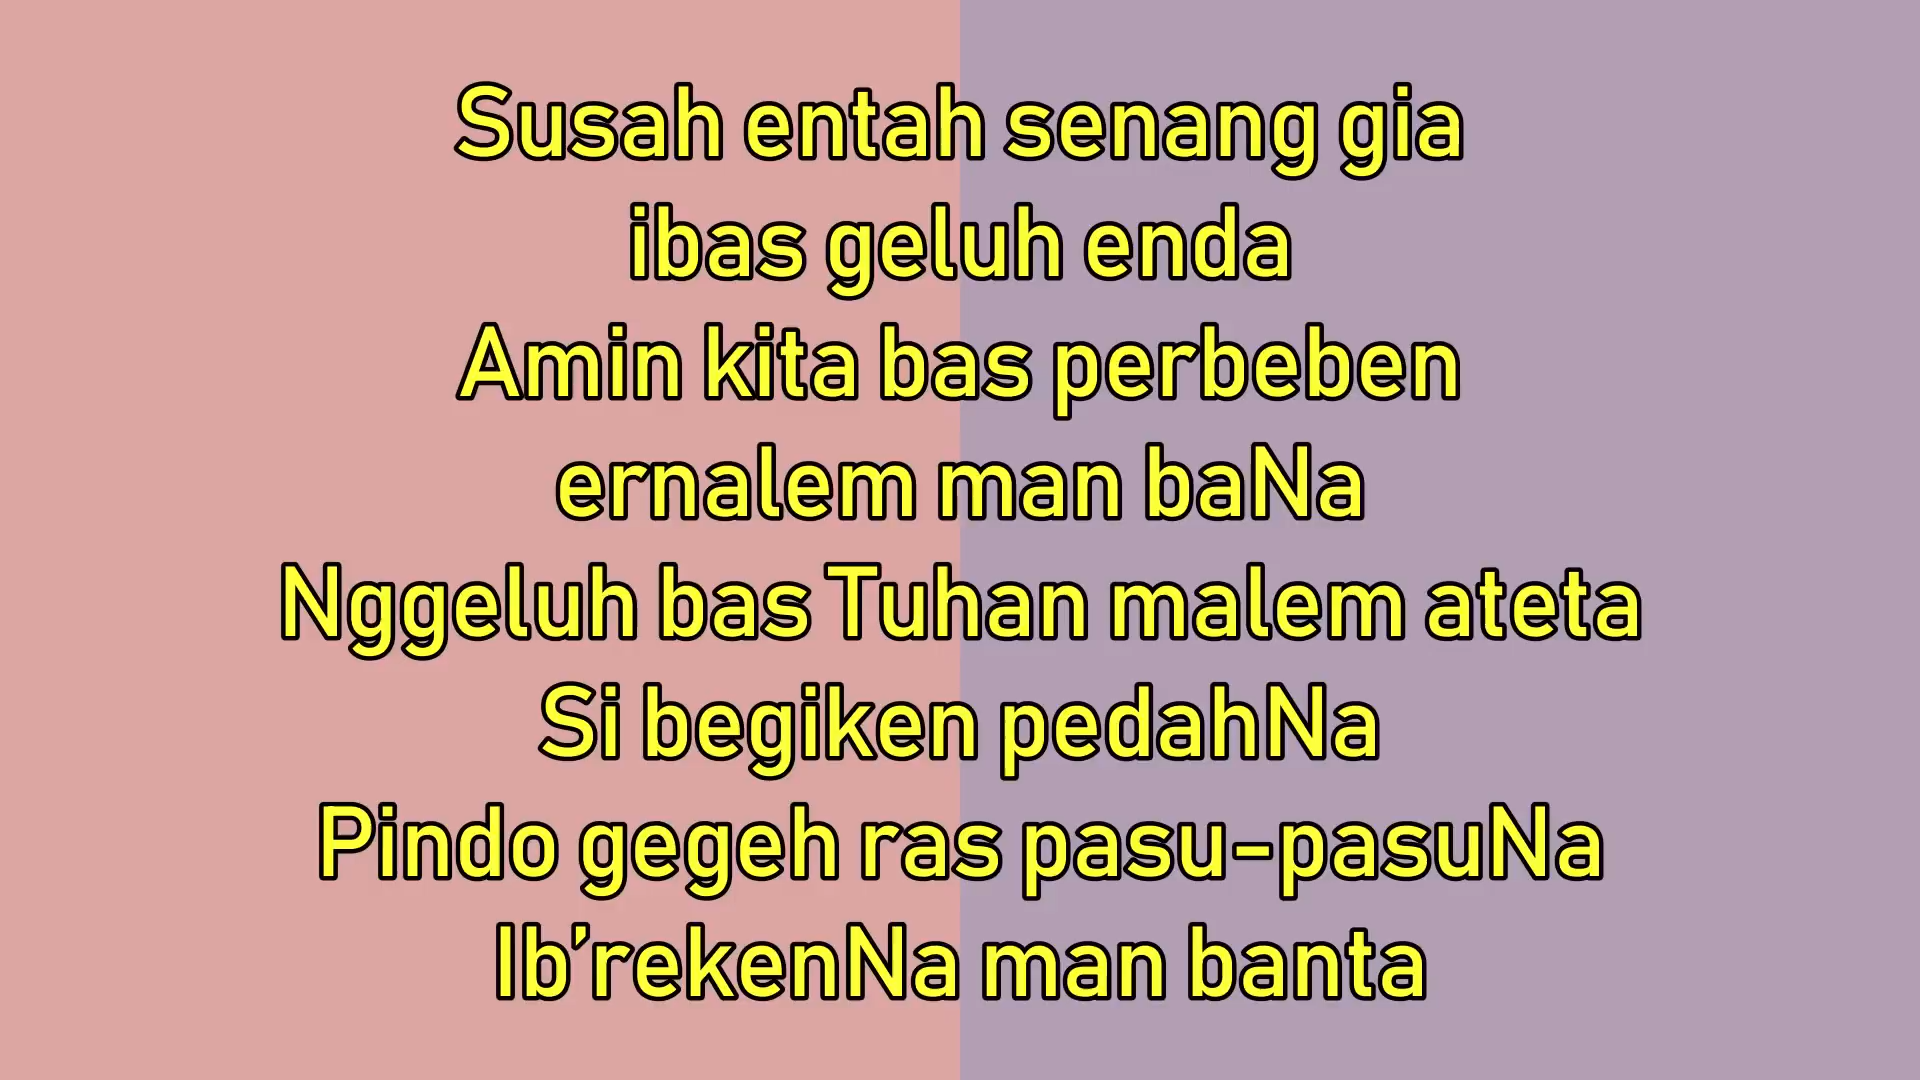 Susah entah senang gia
ibas geluh enda
Amin kita bas perbeben
ernalem man baNa
Nggeluh bas Tuhan malem ateta
Si begiken pedahNa
Pindo gegeh ras pasu-pasuNa
Ib’rekenNa man banta